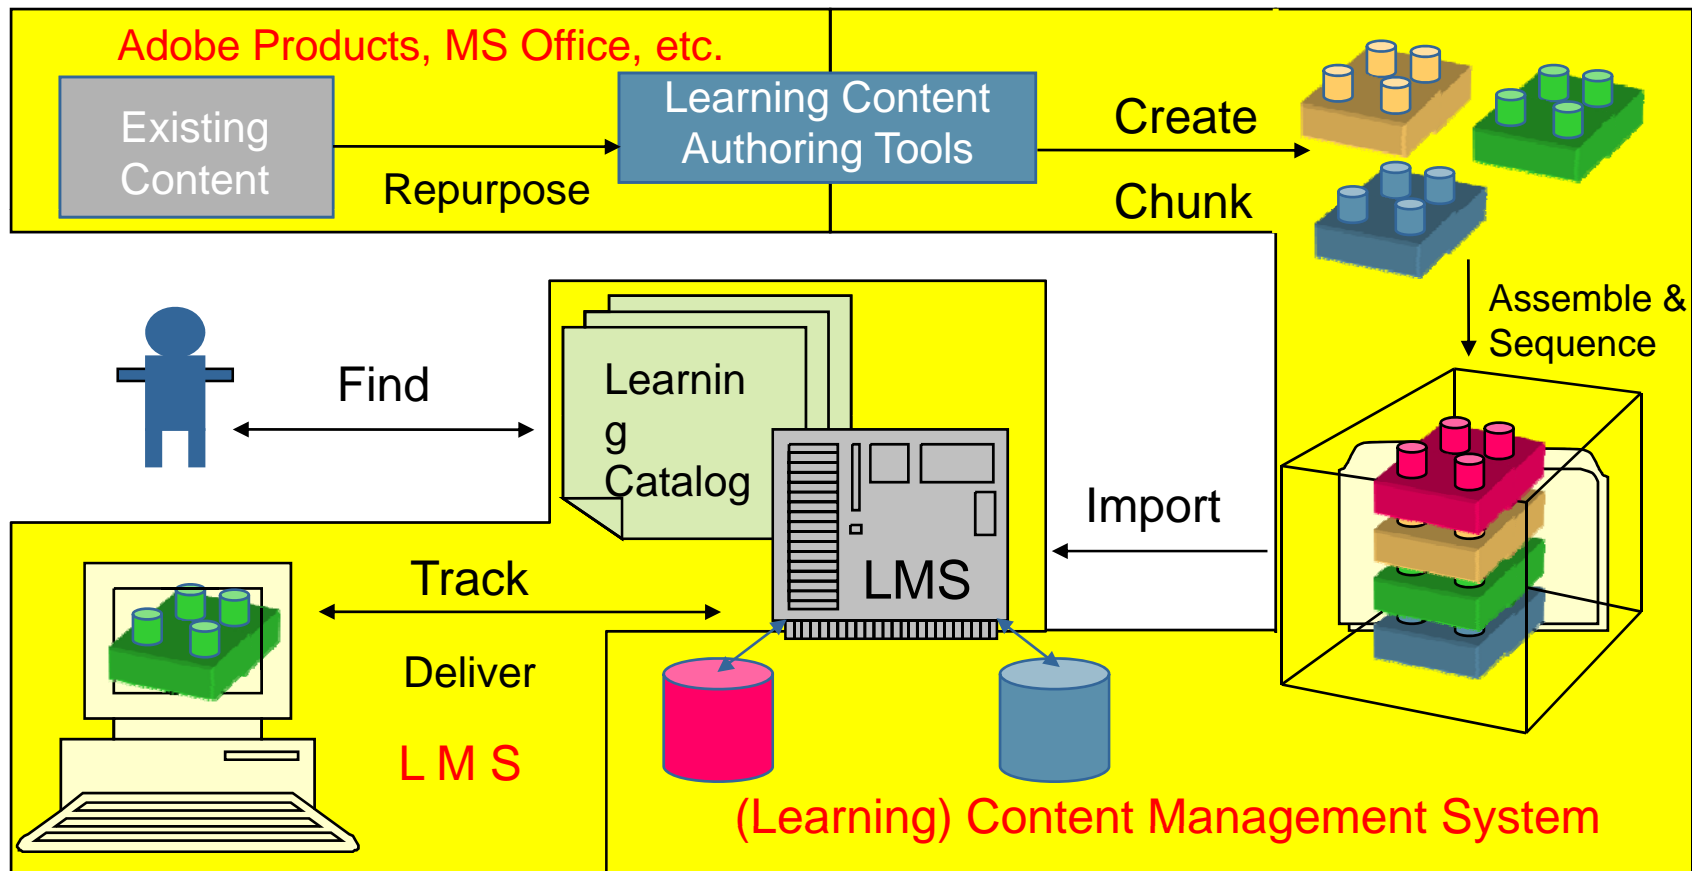 Adobe Products, MS Office, etc.
Existing
Content
Repurpose
Learning Content
Authoring Tools
Create
Chunk
Assemble &
Sequence
Find
Learnin
g
Catalog
Import
LMS
Track
Deliver
L M S
(Learning) Content Management System